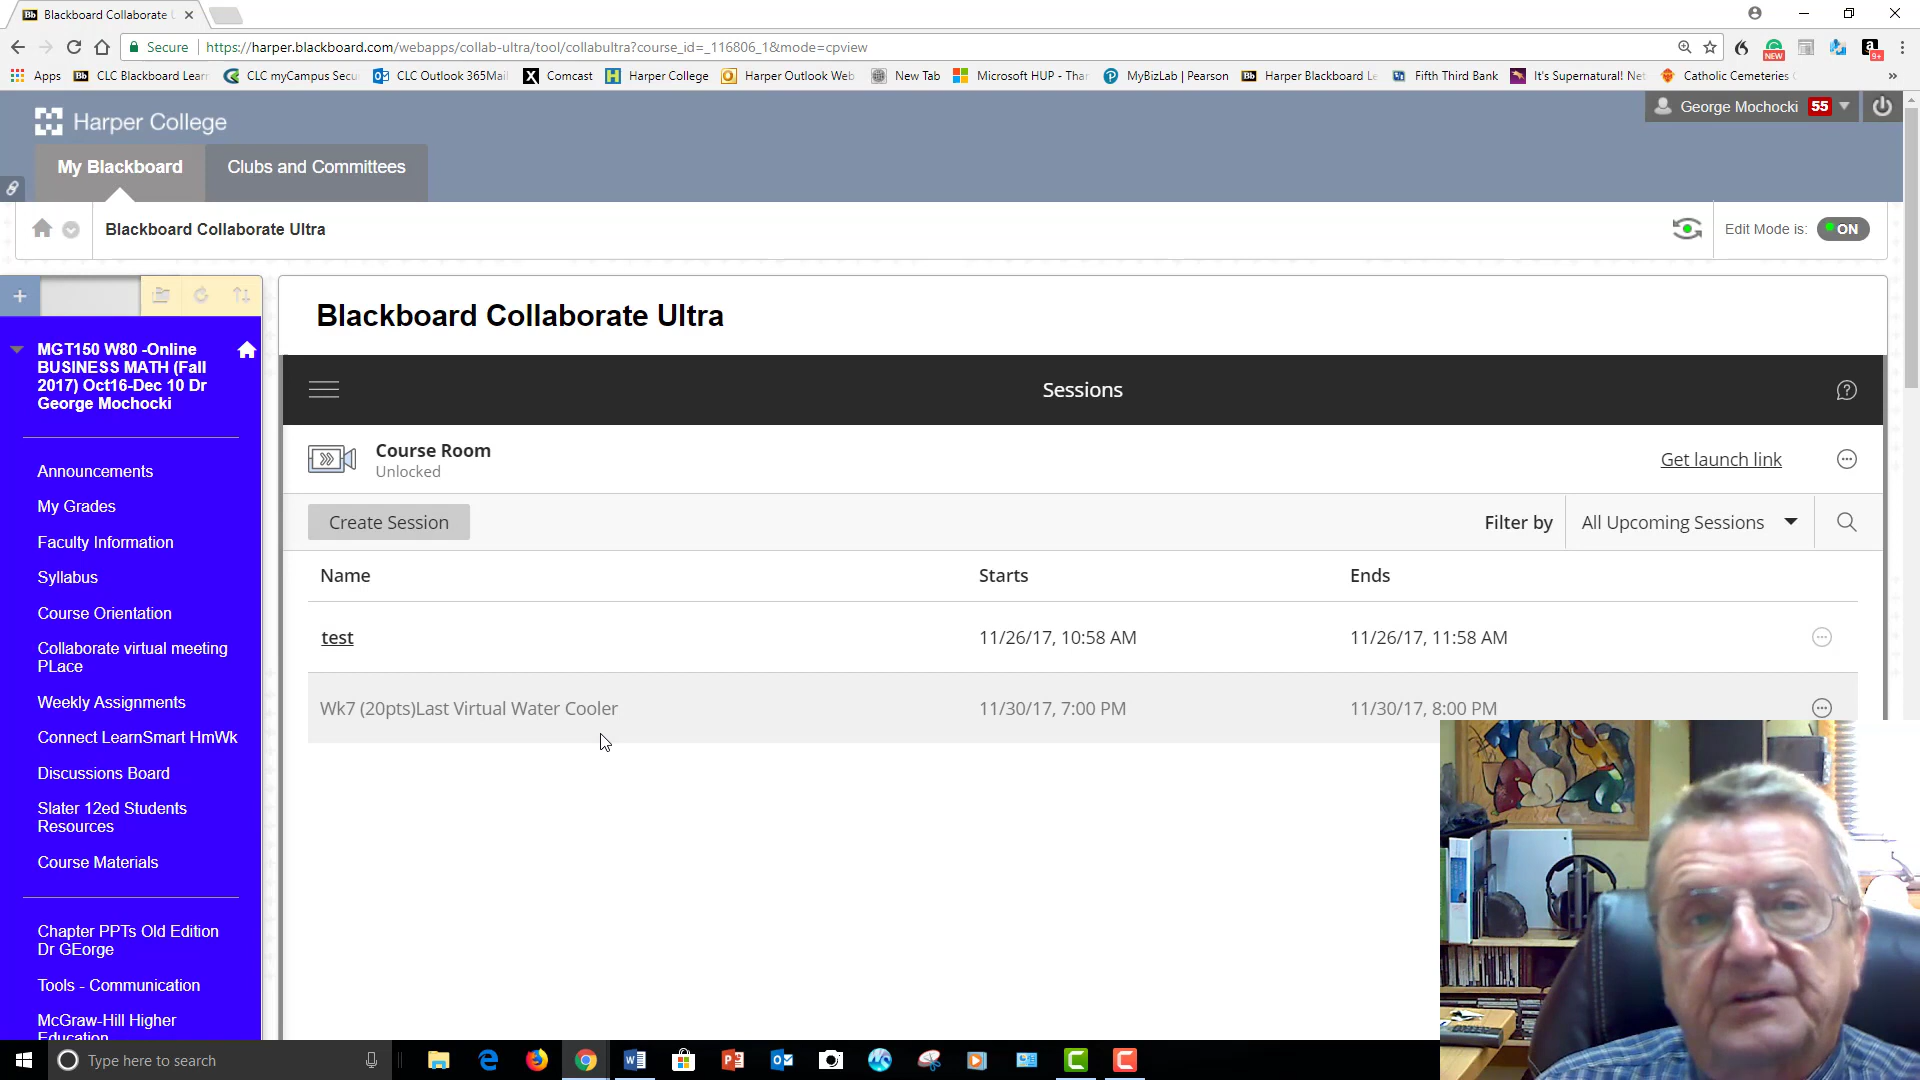 Blackboard Collaborate
Secure https://harper.blackboard.com/webapps/collab-ultra/tool/collabultra?course_id=_116806_1&mode=cpview
NEW
9+
Apps CLC Blackboard Lear CLC myCampus Secu CLC Outlook 365Mail Comcast Harper College Harper Outlook Web New Tab Microsoft HUP - Tha MyBizLab | Pearson Harper Blackboard Le Fifth Third Bank It's Supernatural! Net Catholic Cemeteries
Harper College
George Mochocki 55
My Blackboard
Clubs and Committees
Blackboard Collaborate Ultra
Edit Mode is: ON
MGT150 W80 -Online
BUSINESS MATH (Fall
2017) Oct16-Dec 10 Dr
George Mochocki
Announcements
My Grades
Faculty Information
Syllabus
Course Orientation
Collaborate virtual meeting
PLace
Weekly Assignments
Connect LearnSmart HmWk
Discussions Board
Slater 12ed Students
Resources
Course Materials
Chapter PPTs Old Edition
Dr GEorge
Tools - Communication
McGraw-Hill Higher
Education
Blackboard Collaborate Ultra
Sessions
Course Room
Unlocked
Get launch link
Create Session
Filter by All Upcoming Sessions
Name Starts Ends
test 11/26/17, 10:58 AM 11/26/17, 11:58 AM
Wk7 (20pts)Last Virtual Water Cooler 11/30/17, 7:00 PM 11/30/17, 8:00 PM
Type here to search